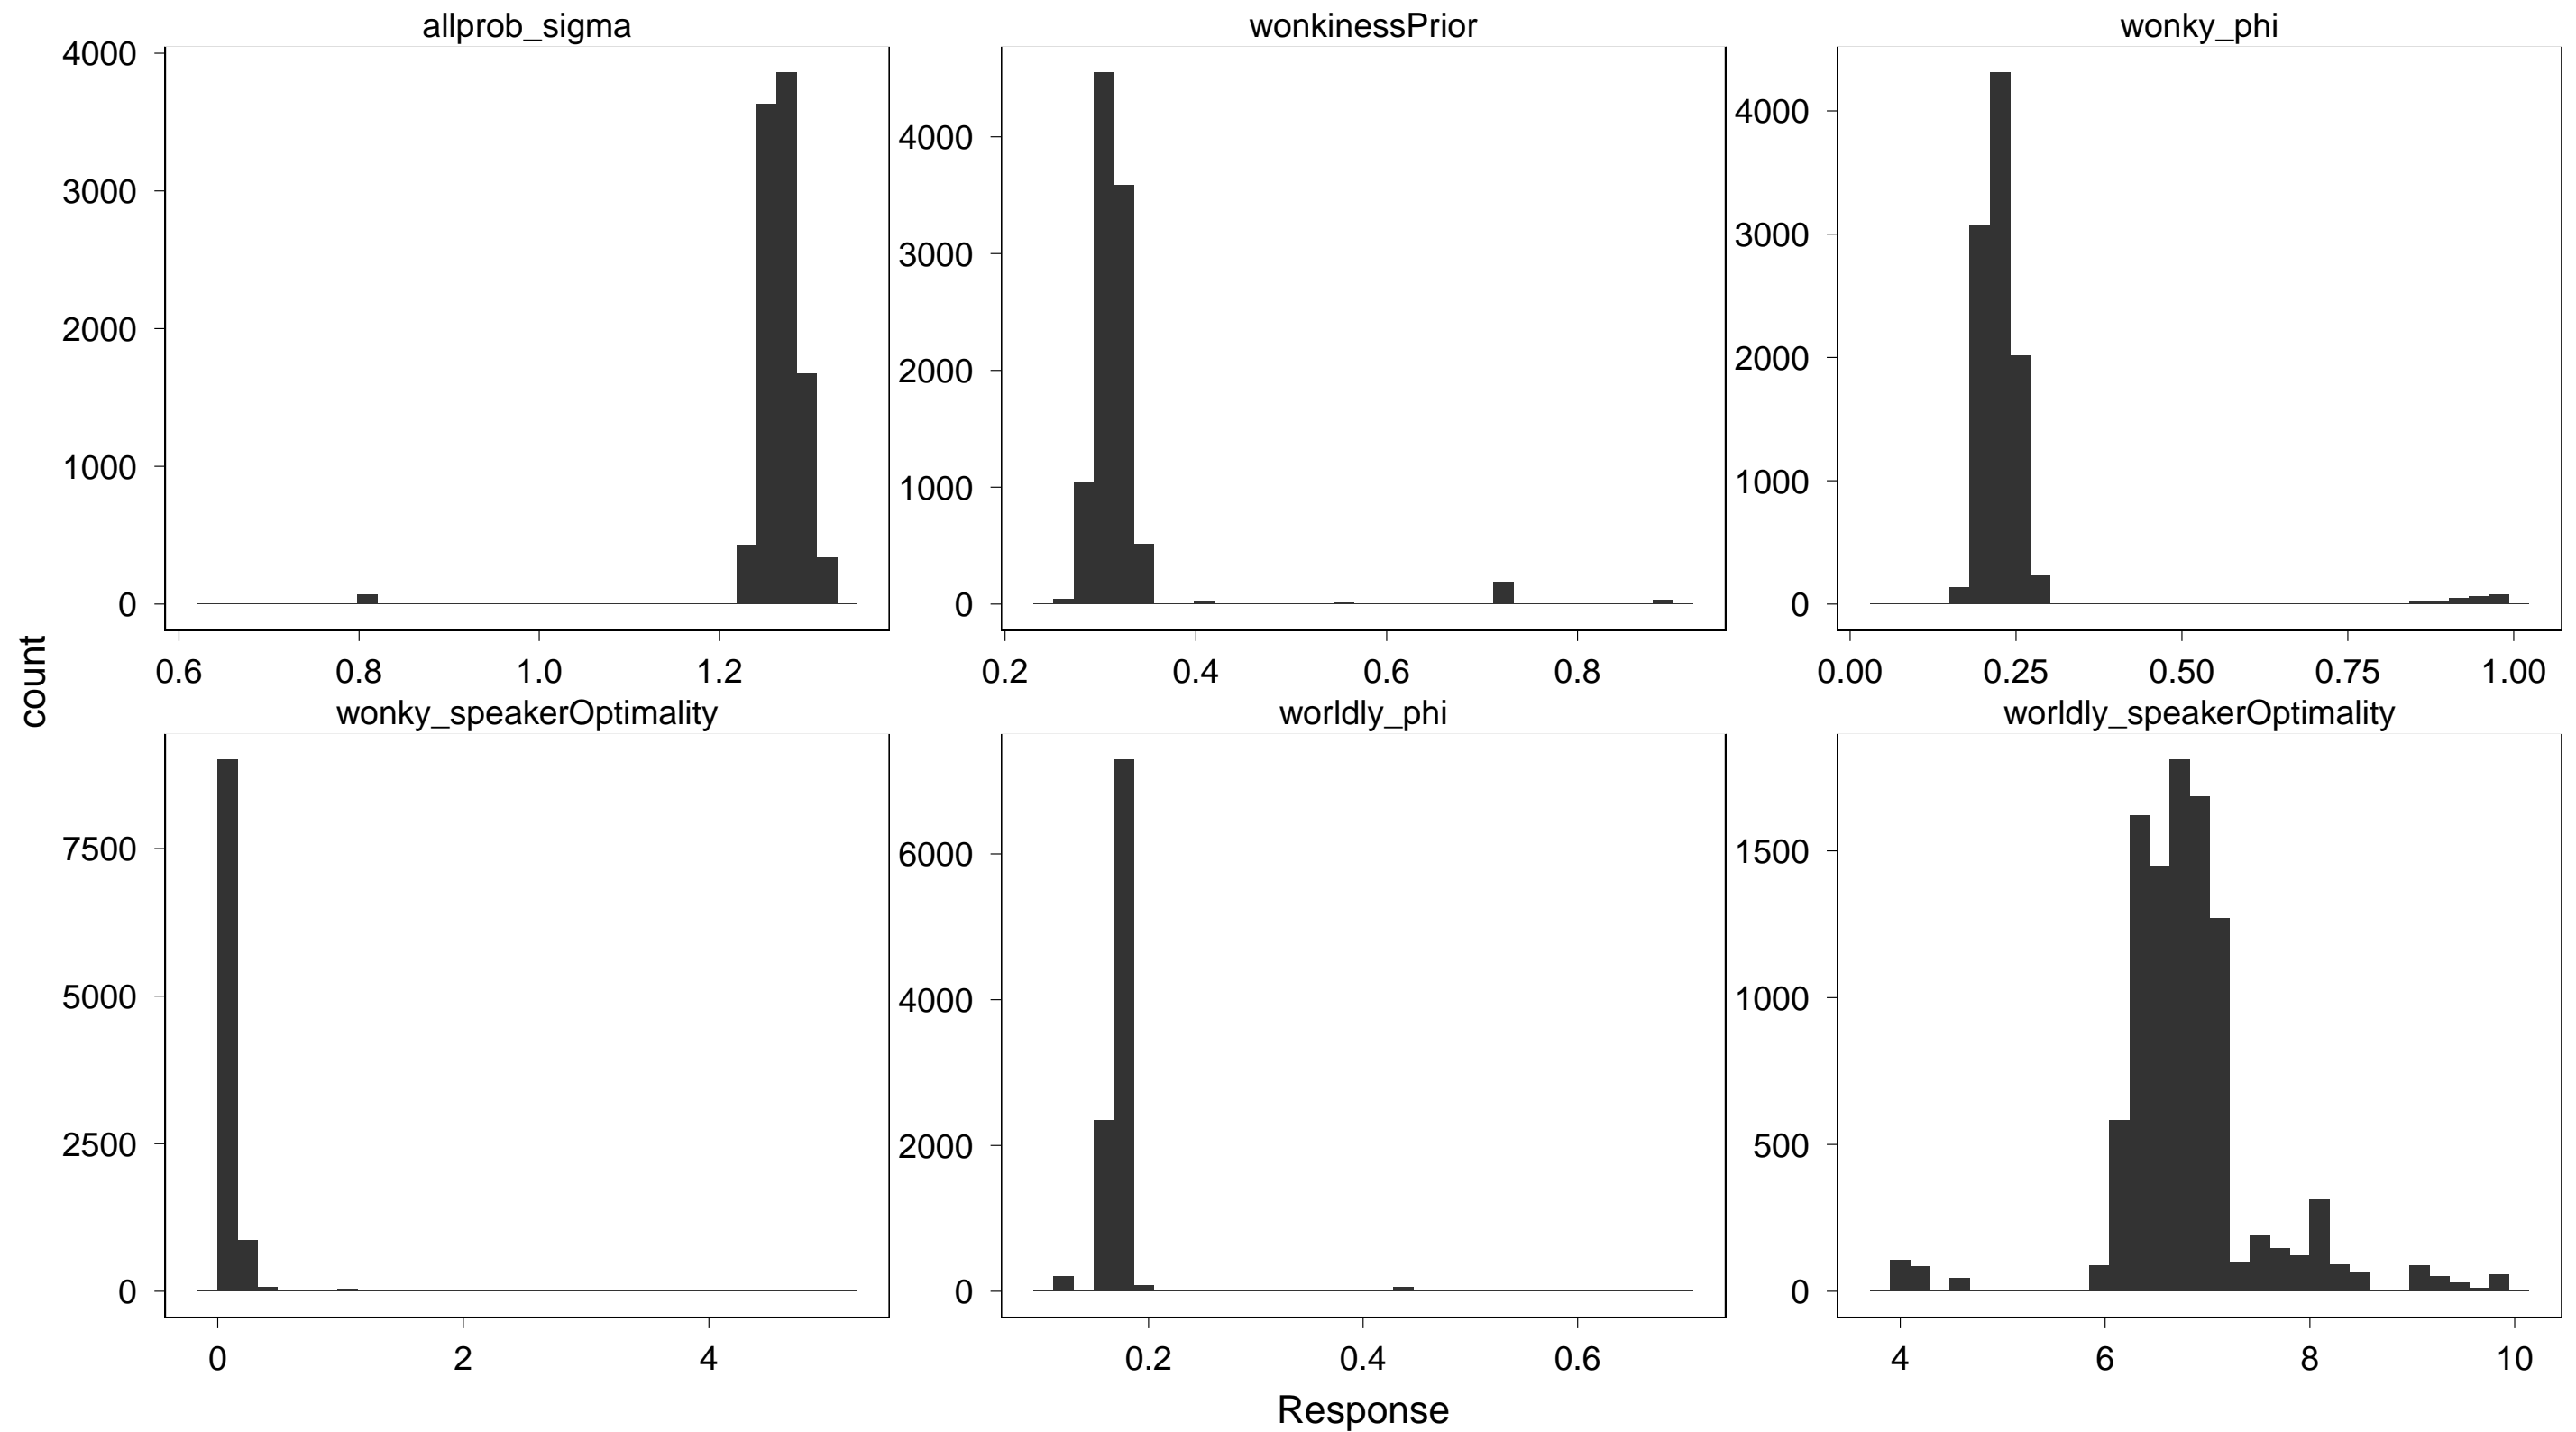 allprob_sigma
wonkinessPrior
wonky_phi
4000
3000
2000
1000
0
4000
3000
2000
1000
0
4000
3000
2000
1000
0
0.6 0.8 1.0 1.2
0.2 0.4 0.6 0.8
0.00 0.25 0.50 0.75 1.00
count
wonky_speakerOptimality
worldly_phi
worldly_speakerOptimality
7500
5000
2500
0
6000
4000
2000
0
1500
1000
500
0
0 2 4
0.2 0.4 0.6
4 6 8 10
Response